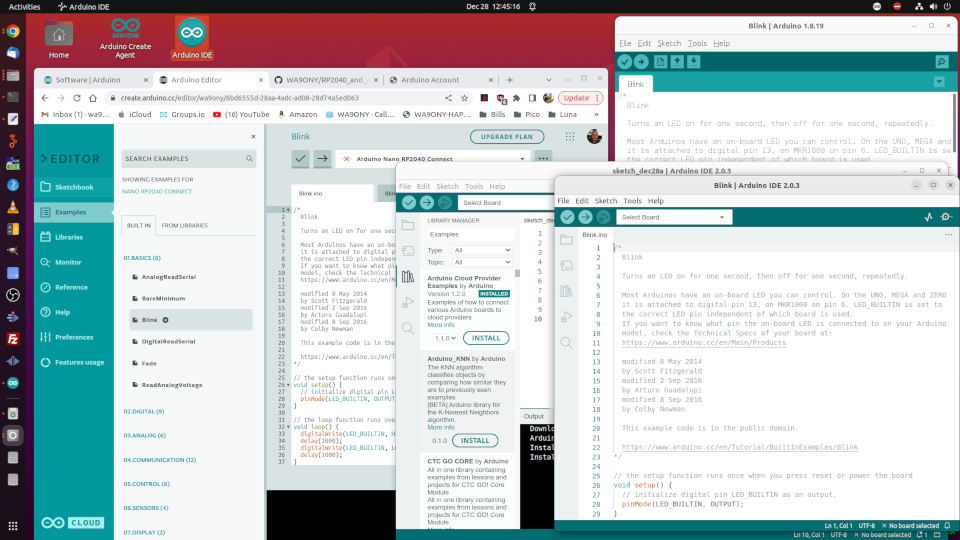 Activities
Arduino IDE
Dec 28 12:45:16
Home
Arduino Create
Agent
Arduino IDE
Software | Arduino
Arduino Editor
WA9ONY/RP2040_and_
Arduino Account
create.arduino.cc/editor/wa9ony/6bd6555d-28aa-4adc-ad08-28d74a5ed063
Update
Inbox (1) - wa9...
iCloud
Groups.io
(16) YouTube
Amazon
WA9ONY - Call...
WA9ONY-HAP...
Bills
Pico
Luna
EDITOR
Sketchbook
Examples
Libraries
Monitor
Reference
Help
Preferences
Features usage
CLOUD
SEARCH EXAMPLES
SHOWING EXAMPLES FOR
NANO RP2040 CONNECT
BUILT IN
FROM LIBRARIES
01.BASICS (6)
AnalogReadSerial
BareMinimum
Blink
DigitalReadSerial
Fade
ReadAnalogVoltage
02.DIGITAL (9)
03.ANALOG (6)
04.COMMUNICATION (12)
05.CONTROL (6)
06.SENSORS (4)
07.DISPLAY (2)
Blink
UPGRADE PLAN
Arduino Nano RP2040 Connect
Blink.ino
1 /*
2 Blink
3
4 Turns an LED on for one second, then
5
6 Most Arduinos have an on-board
7 it is attached to digital pin
8 the correct LED pin independent
9 If you want to know what pin
10 model, check the Technical
11 https://www.arduino.cc/en/
12
13 modified 8 May 2014
14 by Scott Fitzgerald
15 modified 2 Sep 2016
16 by Arturo Guadalupi
17 modified 8 Sep 2016
18 by Colby Newman
19
20 This example code is in the
21
22 https://www.arduino.cc/en/
23 */
24
25 // the setup function runs once
26 void setup() {
27 // initialize digital pin
28 pinMode(LED_BUILTIN, OUTPUT
29 }
30
31 // the loop function runs over
32 void loop() {
33 digitalWrite(LED_BUILTIN,
34 delay(1000);
35 digitalWrite(LED_BUILTIN,
36 delay(1000);
37 }
Blink | Arduino 1.8.19
File Edit Sketch Tools Help
Blink
/*
Blink
Turns an LED on for one second, then off for one second, repeatedly.
Most Arduinos have an on-board LED you can control. On the UNO, MEGA and
it is attached to digital pin 13, on MKR1000 on pin 6. LED_BUILTIN is set
the correct LED pin independent of which board is used.
sketch_dec28a | Arduino IDE 2.0.3
File Edit Sketch Tools Help
Select Board
LIBRARY MANAGER
Examples
Type: All
Topic: All
Arduino Cloud Provider
Examples by Arduino
Version 1.2.0 INSTALLED
Examples of how to connect
various Arduino boards to
cloud providers
More info
1.1.0 INSTALL
Arduino_KNN by Arduino
The KNN algorithm
classifies objects by
comparing how similar they
are to previously seen
examples
[BETA] Arduino library for
the K-Nearest Neighbors
algorithm.
More info
0.1.0 INSTALL
CTC GO CORE by Arduino
All in one library containing
examples from lessons and
projects for CTC GO! Core
Module
All in one library containing
examples from lessons and
projects for CTC GO! Core
Module
More info
sketch_de
1
2
3
4
5
6
7
8
9
10
Output
Downlo
Arduin
Instal
Instal
Ln 10, Col 1 UTF-8 No board selected 1
Blink | Arduino IDE 2.0.3
File Edit Sketch Tools Help
Select Board
Blink.ino
1 /*
2 Blink
3
4 Turns an LED on for one second, then off for one second, repeatedly.
5
6 Most Arduinos have an on-board LED you can control. On the UNO, MEGA and ZERO
7 it is attached to digital pin 13, on MKR1000 on pin 6. LED_BUILTIN is set to
8 the correct LED pin independent of which board is used.
9 If you want to know what pin the on-board LED is connected to on your Arduino
10 model, check the Technical Specs of your board at:
11 https://www.arduino.cc/en/Main/Products
12
13 modified 8 May 2014
14 by Scott Fitzgerald
15 modified 2 Sep 2016
16 by Arturo Guadalupi
17 modified 8 Sep 2016
18 by Colby Newman
19
20 This example code is in the public domain.
21
22 https://www.arduino.cc/en/Tutorial/BuiltInExamples/Blink
23 */
24
25 // the setup function runs once when you press reset or power the board
26 void setup() {
27 // initialize digital pin LED_BUILTIN as an output.
28 pinMode(LED_BUILTIN, OUTPUT);
29 }
Ln 1, Col 1 UTF-8 No board selected